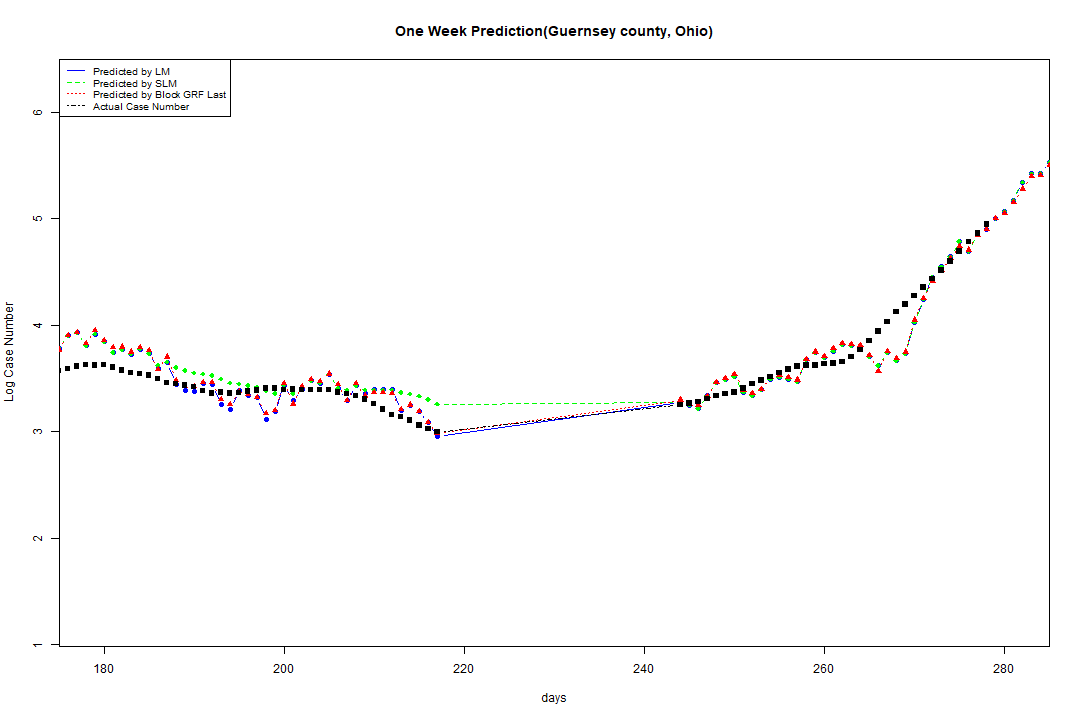 One Week Prediction(Guernsey county, Ohio)
Predicted by LM
Predicted by SLM
Predicted by Block GRF Last
Actual Case Number
Log Case Number
6
5
4
3
2
1
180 200 220 240 260 280
days